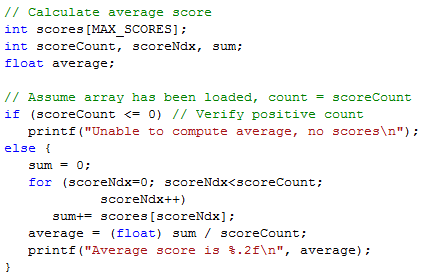 // Calculate average score
int scores[MAX_SCORES];
int scoreCount, scoreNdx, sum;
float average;

// Assume array has been loaded, count = scoreCount
if (scoreCount <= 0) // Verify positive count
   printf("Unable to compute average, no scores\n");
else {
   sum = 0;
   for (scoreNdx=0; scoreNdx<scoreCount;
            scoreNdx++)
      sum+= scores[scoreNdx];
   average = (float) sum / scoreCount;
   printf("Average score is %.2f\n", average);
}